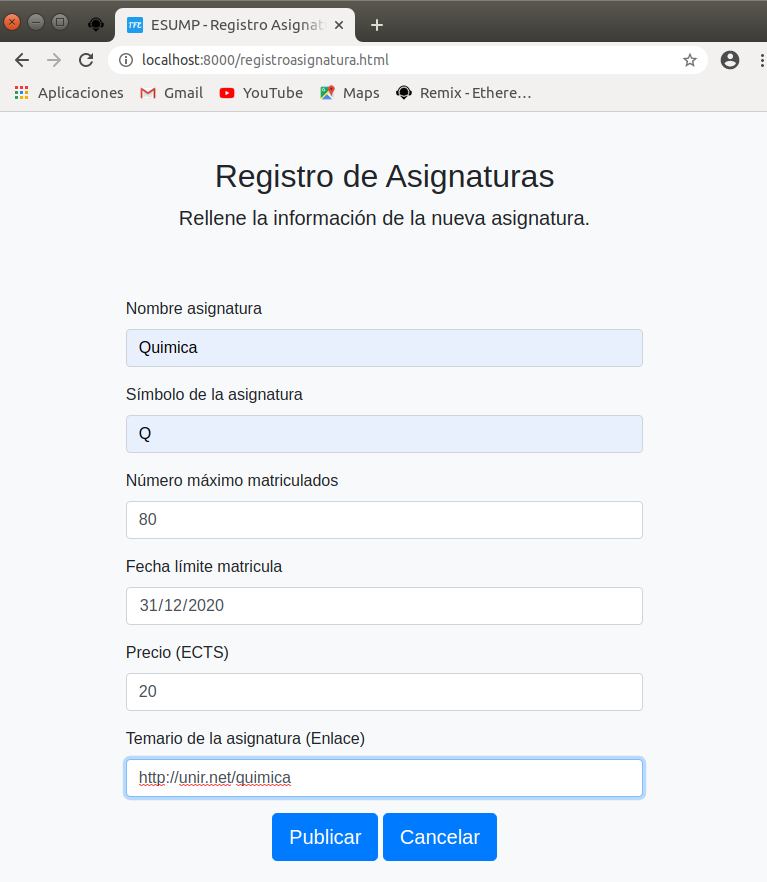 TFE ESUMP - Registro Asignat
localhost:8000/registroasignatura.html
Aplicaciones Gmail YouTube Maps Remix - Ethere...
Registro de Asignaturas
Rellene la información de la nueva asignatura.
Nombre asignatura
Quimica
Símbolo de la asignatura
Q
Número máximo matriculados
80
Fecha límite matricula
31/12/2020
Precio (ECTS)
20
Temario de la asignatura (Enlace)
http://unir.net/quimica
Publicar Cancelar